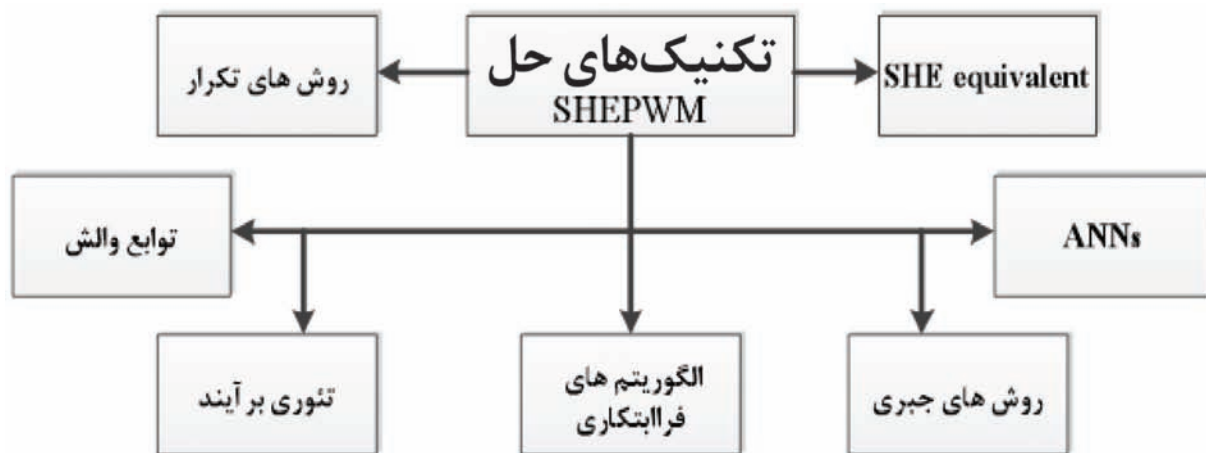 تکنیک‌های حل
SHEPWM
SHE equivalent
روش های تکرار
ANNs
توابع والش
روش های جبری
الگوریتم های
فراابتکاری
تئوری بر آیند